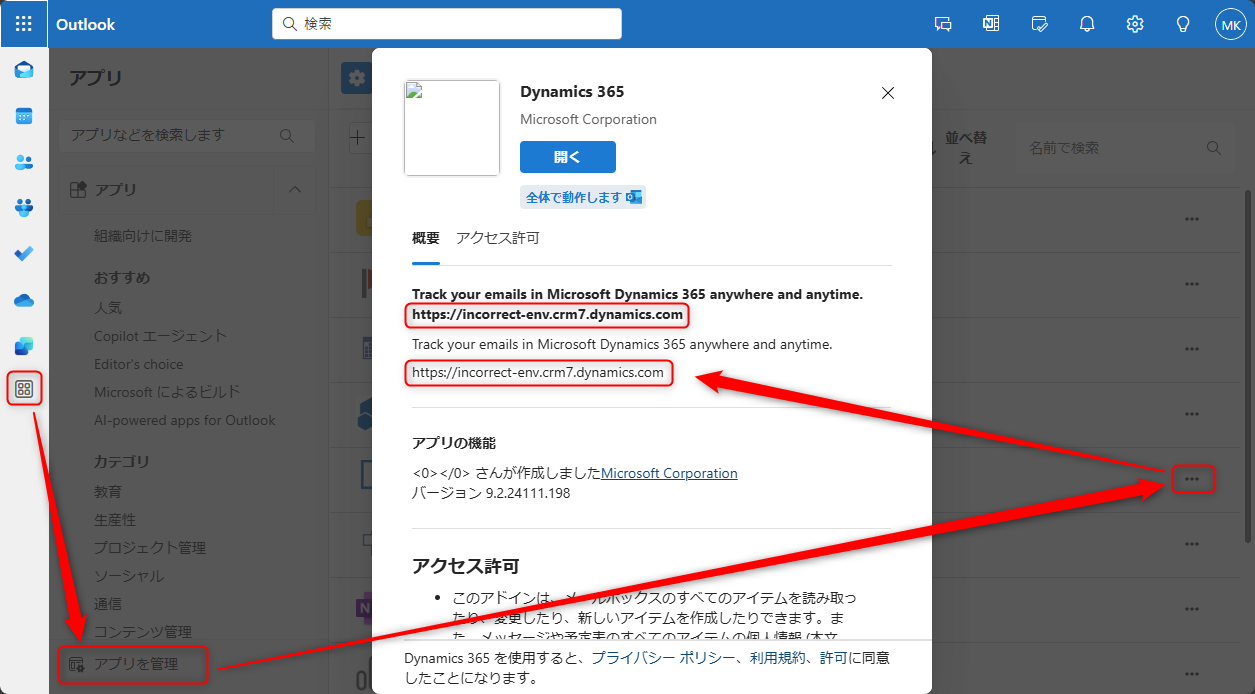 Outlook
検索
MK
アプリ
アプリなどを検索します
アプリ
組織向けに開発
おすすめ
人気
Copilot エージェント
Editor's choice
Microsoft によるビルド
AI-powered apps for Outlook
カテゴリ
教育
生産性
プロジェクト管理
ソーシャル
通信
コンテンツ管理
アプリを管理
並べ替
え
名前で検索
Dynamics 365
Microsoft Corporation
開く
全体で動作します
概要
アクセス許可
Track your emails in Microsoft Dynamics 365 anywhere and anytime.
https://incorrect-env.crm7.dynamics.com
Track your emails in Microsoft Dynamics 365 anywhere and anytime.
https://incorrect-env.crm7.dynamics.com
アプリの機能
<0></0> さんが作成しましたMicrosoft Corporation
バージョン 9.2.24111.198
アクセス許可
• このアドインは、メールボックスのすべてのアイテムを読み取っ
たり、変更したり、新しいアイテムを作成したりできます。ま
た、メッセージや予定表のすべてのアイテムの個人情報 (本文、
Dynamics 365 を使用すると、プライバシー ポリシー、利用規約、許可に同意
したことになります。